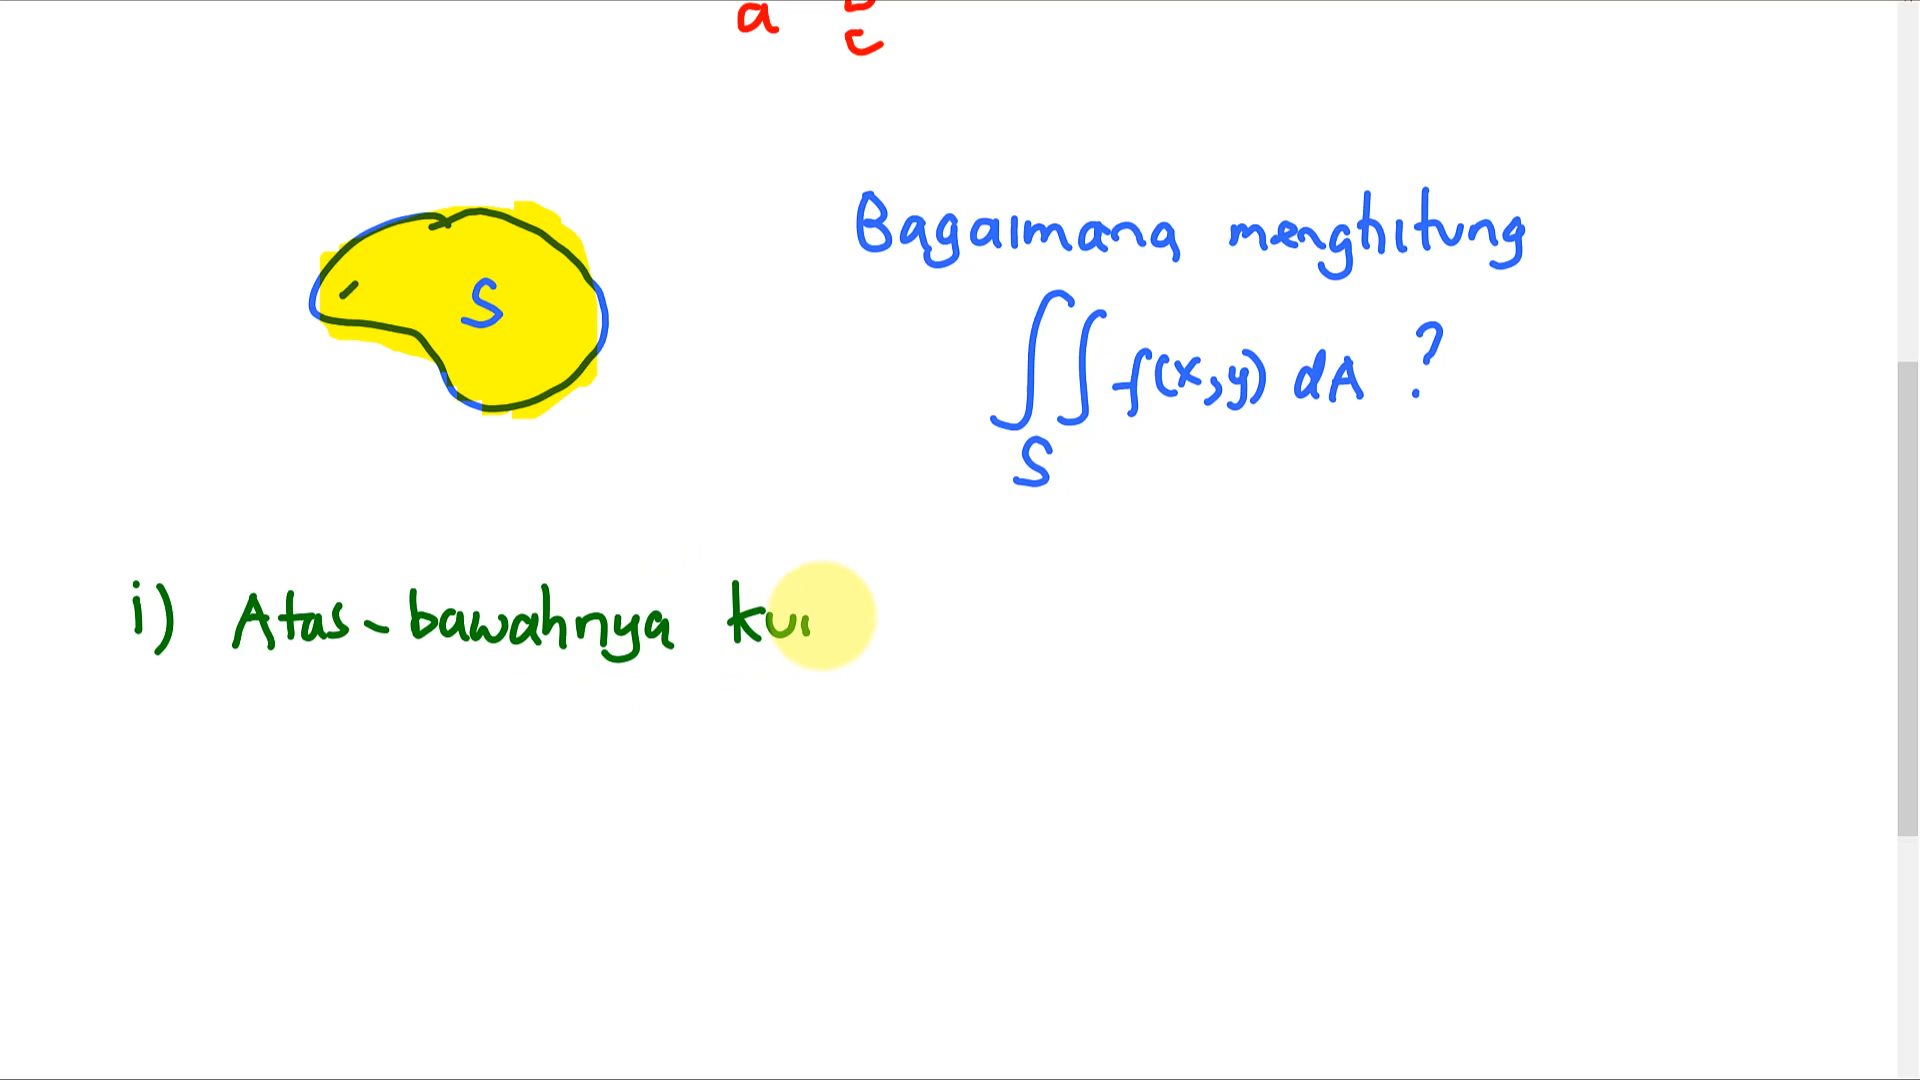 a
c
S
Bagaimana menghitung
∫∫ f(x,y) dA ?
S
i) Atas-bawahnya